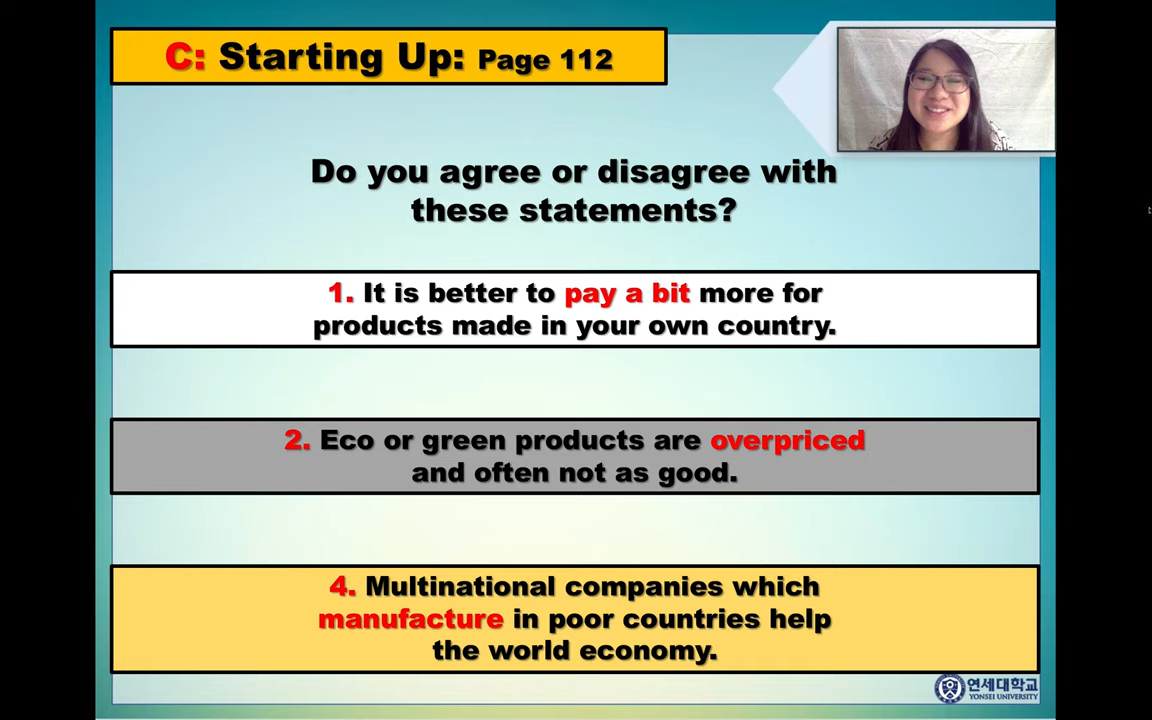 C: Starting Up: Page 112
Do you agree or disagree with
these statements?
1. It is better to pay a bit more for
products made in your own country.
2. Eco or green products are overpriced
and often not as good.
4. Multinational companies which
manufacture in poor countries help
the world economy.
연세대학교
YONSEI UNIVERSITY